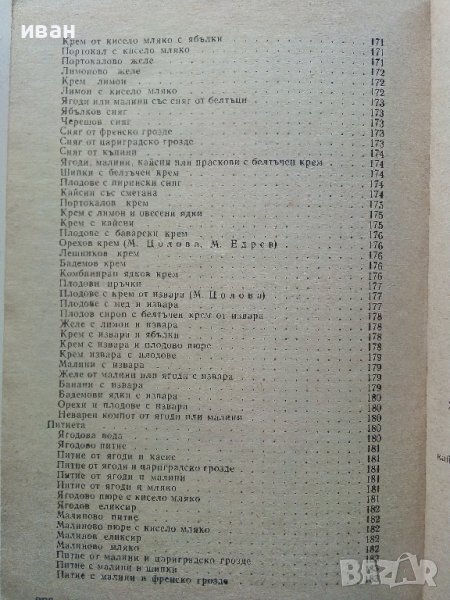 иван
Крем от кисело мляко с ябълки 171
Портокал с кисело мляко 171
Портокалово желе 171
Лимоново желе 172
Крем лимон 172
Лимон с кисело мляко 172
Ягоди или малини със сняг от белтъци 173
Ябълков сняг 173
Черешов сняг 173
Сняг от френско грозде 173
Сняг от цариградско грозде 173
Сняг от къпини 174
Ягоди, малини, кайсии или праскови с белтъчен крем 174
Шипки с белтъчен крем 174
Плодове с пирински сняг 174
Кайсии със сметана 174
Портокалов крем 175
Крем с лимон и овесени ядки 175
Крем с кайсии 175
Плодове с баварски крем 176
Орехов крем (М. Цолова, М. Едрев) 176
Лешников крем 176
Бадемов крем 176
Комбиниран ядков крем 176
Плодови пръчки 177
Плодове с крем от извара (М. Цолова) 177
Плодове с мед и извара 177
Плодов сироп с белтъчен крем от извара 178
Желе с лимон и извара 178
Крем с извара и ябълки 178
Крем с извара и плодово пюре 178
Крем извара с плодове 179
Малини с извара 179
Желе от малини или ягоди с извара 179
Банани с извара 179
Бадемови ядки с извара 180
Орехи и плодове с извара 180
Неварен компот от ягоди или малини 180
Питиета 180
Ягодова вода 180
Ягодово питие 181
Питие от ягоди и касис 181
Питие от ягоди и цариградско грозде 181
Питие от ягоди и малини 181
Питие от ягоди и мляко 181
Ягодово пюре с кисело мляко 181
Ягодов еликсир 182
Малиново питие 182
Малиново пюре с кисело мляко 182
Малинов еликсир 182
Малиново мляко 182
Питие от малини и цариградско грозде 182
Питие с малини и шипки
Питие с малини и френско грозде
кай
BAZAR